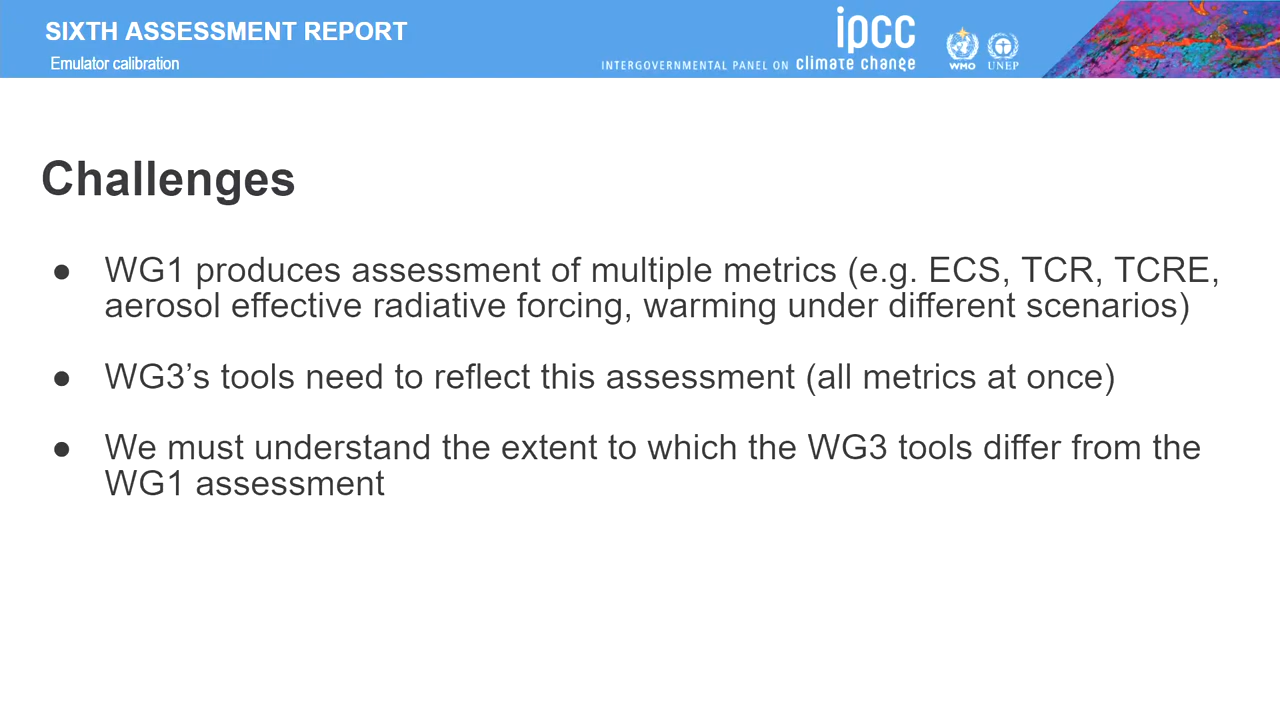 SIXTH ASSESSMENT REPORT
Emulator calibration
ipcc
INTERGOVERNMENTAL PANEL ON climate change
WMO
UNEP
Challenges
● WG1 produces assessment of multiple metrics (e.g. ECS, TCR, TCRE,
aerosol effective radiative forcing, warming under different scenarios)
● WG3’s tools need to reflect this assessment (all metrics at once)
● We must understand the extent to which the WG3 tools differ from the
WG1 assessment